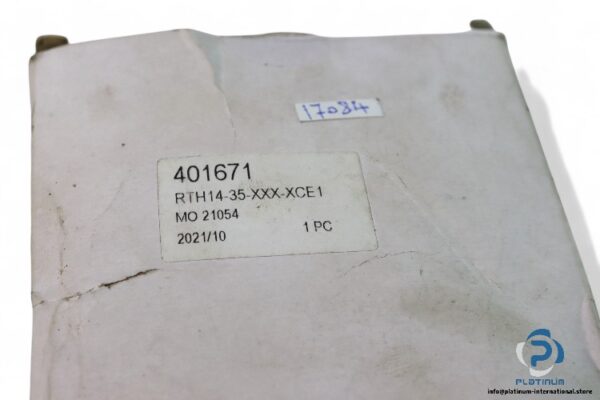 17084
401671
RTH14-35-XXX-XCE1
MO 21054
2021/10 1 PC
PLATINUM
info@platinum-international.store